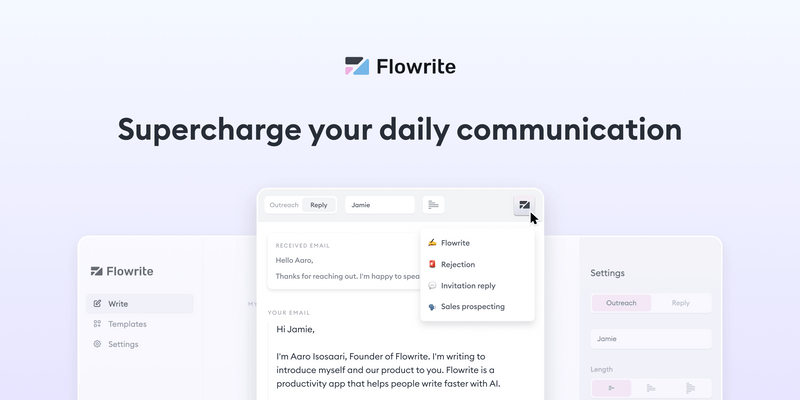 Flowrite
Supercharge your daily communication
Outreach
Reply
Jamie
RECEIVED EMAIL
Hello Aaro,
Thanks for reaching out. I'm happy to spea
Flowrite
Rejection
Invitation reply
Sales prospecting
YOUR EMAIL
Hi Jamie,
I'm Aaro Isosaari, Founder of Flowrite. I'm writing to
introduce myself and our product to you. Flowrite is a
productivity app that helps people write faster with AI.
Flowrite
Write
Templates
Settings
MY
Settings
Outreach
Reply
Jamie
Length